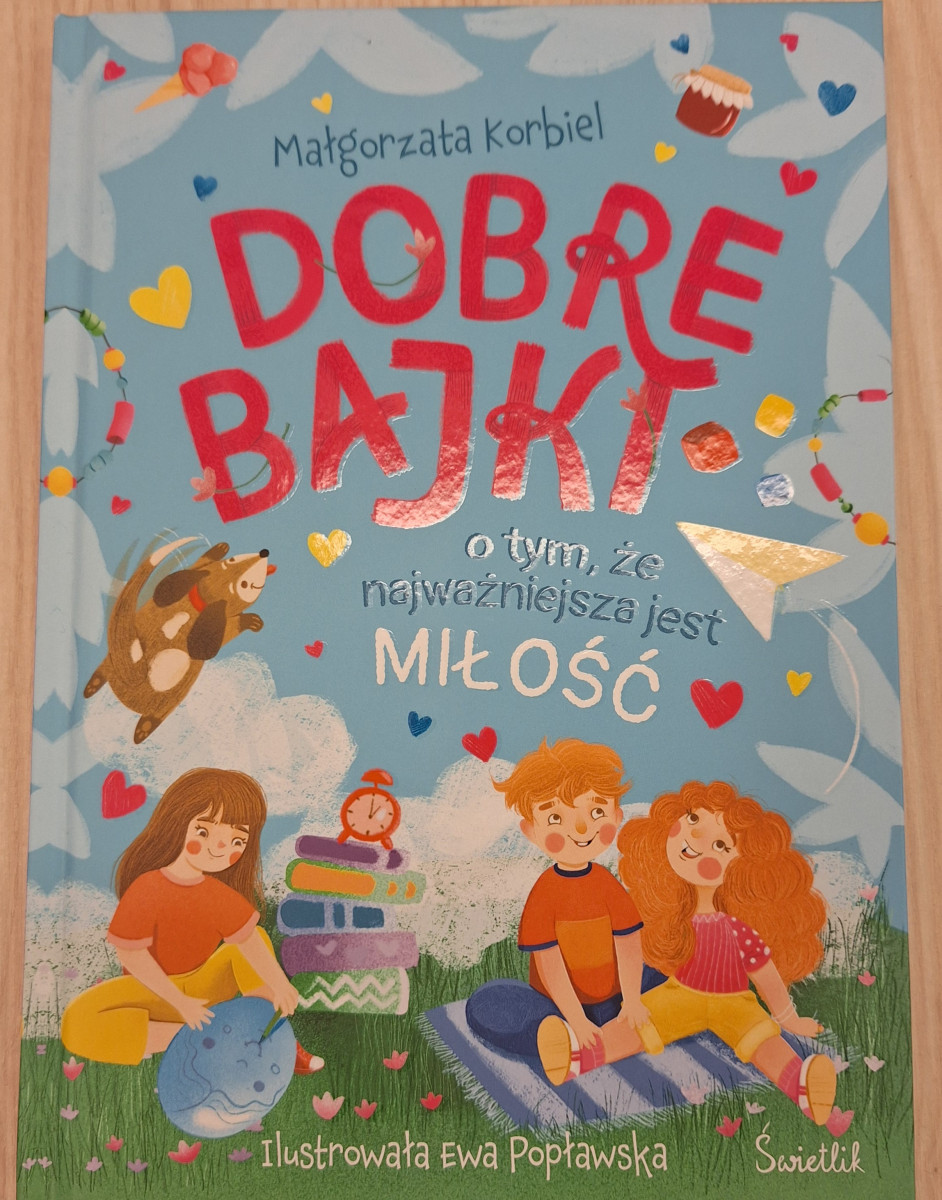 Małgorzata Korbiel
DOBRE
BAJKI
o tym, że
najważniejsza jest
MIŁOŚĆ
Ilustrowała Ewa Popławska
Świetlik